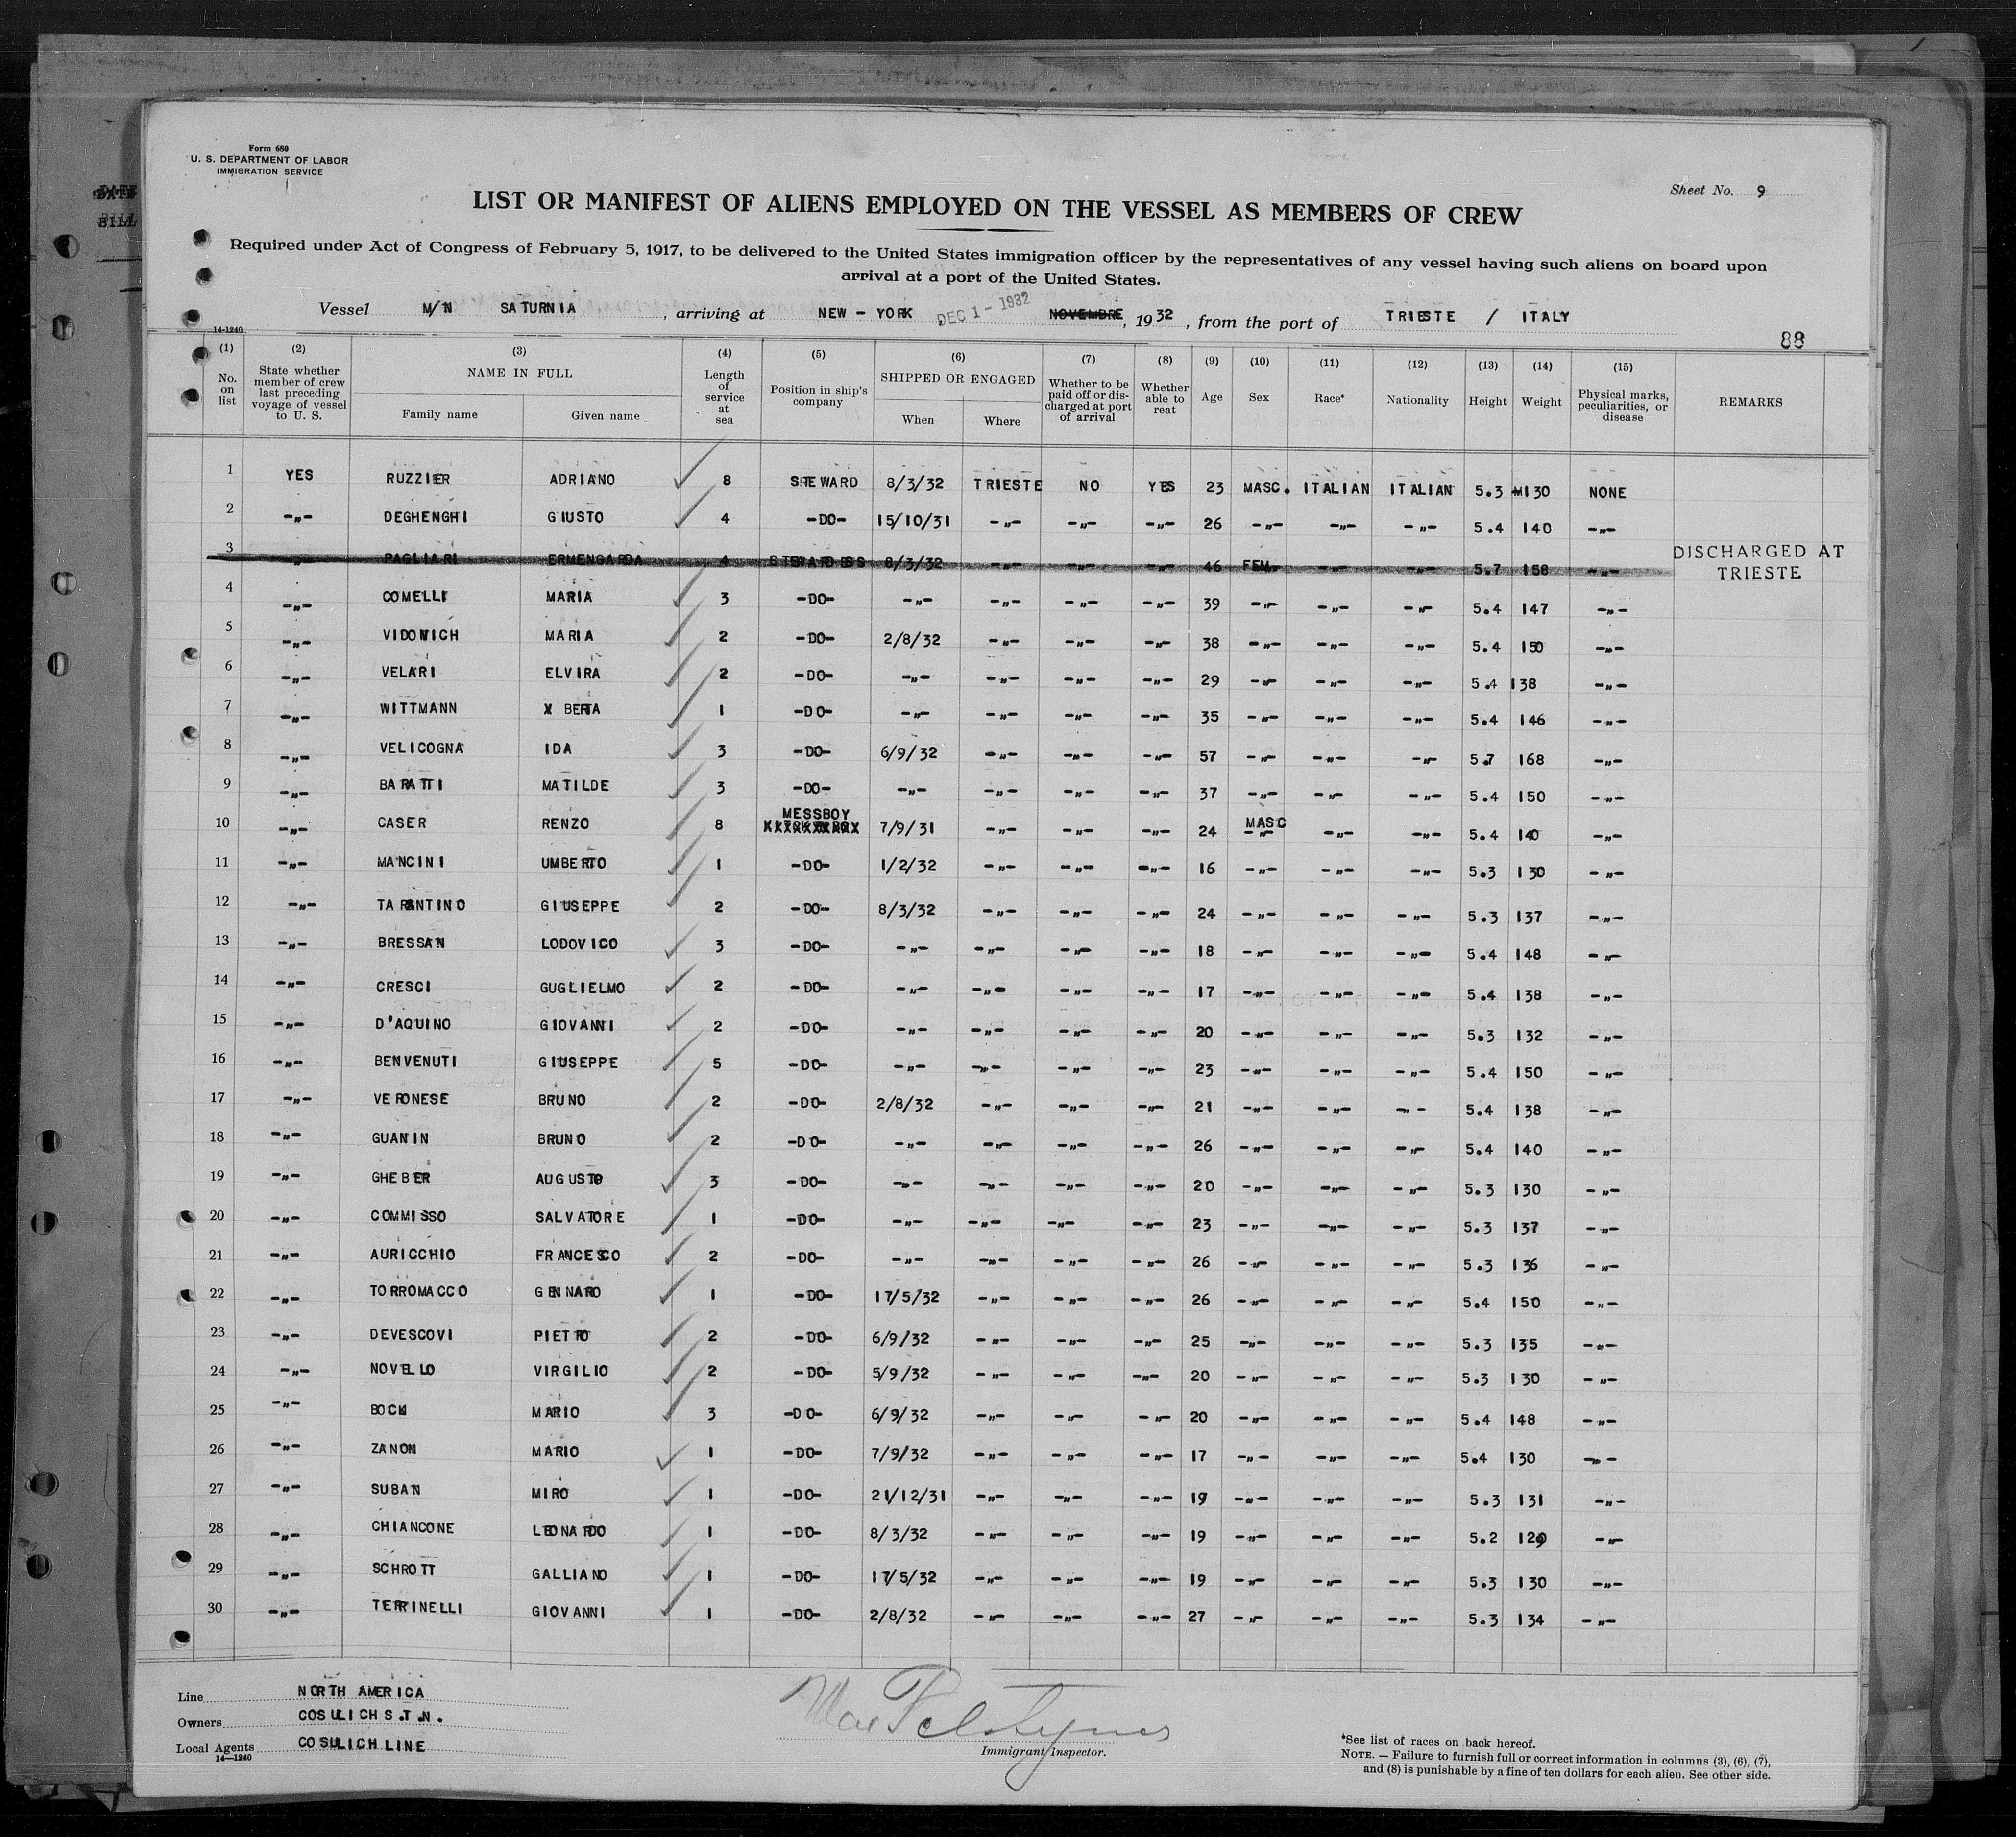 Form 680
U. S. DEPARTMENT OF LABOR
IMMIGRATION SERVICE
Sheet No. 9
LIST OR MANIFEST OF ALIENS EMPLOYED ON THE VESSEL AS MEMBERS OF CREW
Required under Act of Congress of February 5, 1917, to be delivered to the United States immigration officer by the representatives of any vessel having such aliens on board upon
arrival at a port of the United States.
Vessel M/N SATURNIA, arriving at NEW - YORK DEC 1 - 1932 NOVEMBRE, 1932, from the port of TRIESTE / ITALY
14-1240
88
(1) (2) (3) (4) (5) (6) (7) (8) (9) (10) (11) (12) (13) (14) (15)
No. on list State whether member of crew last preceding voyage of vessel to U. S. NAME IN FULL Family name Given name Length of service at sea Position in ship's company SHIPPED OR ENGAGED When Where Whether to be paid off or discharged at port of arrival Whether able to reat Age Sex Race* Nationality Height Weight Physical marks, peculiarities, or disease REMARKS
1 YES RUZZIER ADRIANO 8 STEWARD 8/3/32 TRIESTE NO YES 23 MASC. ITALIAN ITALIAN 5.3 130 NONE
2 -"- DEGHENGHI GIUSTO 4 -DO- 15/10/31 -"- -"- -"- 26 -"- -"- -"- 5.4 140 -"-
3 -"- PAGLIARI ERMENGARDA 4 STEWARDESS 8/3/32 -"- -"- -"- 46 FEM. -"- -"- 5.7 158 -"- DISCHARGED AT TRIESTE
4 -"- COMELLI MARIA 3 -DO- -"- -"- -"- -"- 39 -"- -"- -"- 5.4 147 -"-
5 -"- VIDOVICH MARIA 2 -DO- 2/8/32 -"- -"- -"- 38 -"- -"- -"- 5.4 150 -"-
6 -"- VELARI ELVIRA 2 -DO- -"- -"- -"- -"- 29 -"- -"- -"- 5.4 138 -"-
7 -"- WITTMANN X BERTA 1 -DO- -"- -"- -"- -"- 35 -"- -"- -"- 5.4 146 -"-
8 -"- VELICOGNA IDA 3 -DO- 6/9/32 -"- -"- -"- 57 -"- -"- -"- 5.7 168 -"-
9 -"- BARATTI MATILDE 3 -DO- -"- -"- -"- -"- 37 -"- -"- -"- 5.4 150 -"-
10 -"- CASER RENZO 8 MESSBOY 7/9/31 -"- -"- -"- 24 MASC -"- -"- -"- 5.4 140 -"-
11 -"- MANCINI UMBERTO 1 -DO- 1/2/32 -"- -"- -"- 16 -"- -"- -"- 5.3 130 -"-
12 -"- TARANTINO GIUSEPPE 2 -DO- 8/3/32 -"- -"- -"- 24 -"- -"- -"- 5.3 137 -"-
13 -"- BRESSAN LODOVICO 3 -DO- -"- -"- -"- -"- 18 -"- -"- -"- 5.4 148 -"-
14 -"- CRESCI GUGLIELMO 2 -DO- -"- -"- -"- -"- 17 -"- -"- -"- 5.4 138 -"-
15 -"- D'AQUINO GIOVANNI 2 -DO- -"- -"- -"- -"- 20 -"- -"- -"- 5.3 132 -"-
16 -"- BENVENUTI GIUSEPPE 5 -DO- -"- -"- -"- -"- 23 -"- -"- -"- 5.4 150 -"-
17 -"- VERONESE BRUNO 2 -DO- 2/8/32 -"- -"- -"- 21 -"- -"- -"- 5.4 138 -"-
18 -"- GUANIN BRUNO 2 -DO- -"- -"- -"- -"- 26 -"- -"- -"- 5.4 140 -"-
19 -"- GHEBER AUGUSTO 3 -DO- -"- -"- -"- -"- 20 -"- -"- -"- 5.3 130 -"-
20 -"- COMMISSO SALVATORE 1 -DO- -"- -"- -"- -"- 23 -"- -"- -"- 5.3 137 -"-
21 -"- AURICCHIO FRANCESCO 2 -DO- -"- -"- -"- -"- 26 -"- -"- -"- 5.3 136 -"-
22 -"- TORROMACCO GENNARO 1 -DO- 17/5/32 -"- -"- -"- 26 -"- -"- -"- 5.4 150 -"-
23 -"- DEVESCOVI PIETRO 2 -DO- 6/9/32 -"- -"- -"- 25 -"- -"- -"- 5.3 135 -"-
24 -"- NOVELLO VIRGILIO 2 -DO- 5/9/32 -"- -"- -"- 20 -"- -"- -"- 5.3 130 -"-
25 -"- MARIO 3 -DO- 6/9/32 -"- -"- -"- 20 -"- -"- -"- 5.4 148 -"-
26 -"- ZANON MARIO 1 -DO- 7/9/32 -"- -"- -"- 17 -"- -"- -"- 5.4 130 -"-
27 -"- SUBAN MIRO 1 -DO- 21/12/31 -"- -"- -"- 19 -"- -"- -"- 5.3 131 -"-
28 -"- CHIANCONE LEONARDO 1 -DO- 8/3/32 -"- -"- -"- 19 -"- -"- -"- 5.2 129 -"-
29 -"- SCHROTT GALLIANO 1 -DO- 17/5/32 -"- -"- -"- 19 -"- -"- -"- 5.3 130 -"-
30 -"- TERRINELLI GIOVANNI 1 -DO- 2/8/32 -"- -"- -"- 27 -"- -"- -"- 5.3 134 -"-
Line NORTH AMERICA
Owners COSULICH S.T.N.
Local Agents COSULICH LINE
14-1240
Immigrant Inspector.
*See list of races on back hereof.
NOTE. — Failure to furnish full or correct information in columns (3), (6), (7),
and (8) is punishable by a fine of ten dollars for each alien. See other side.